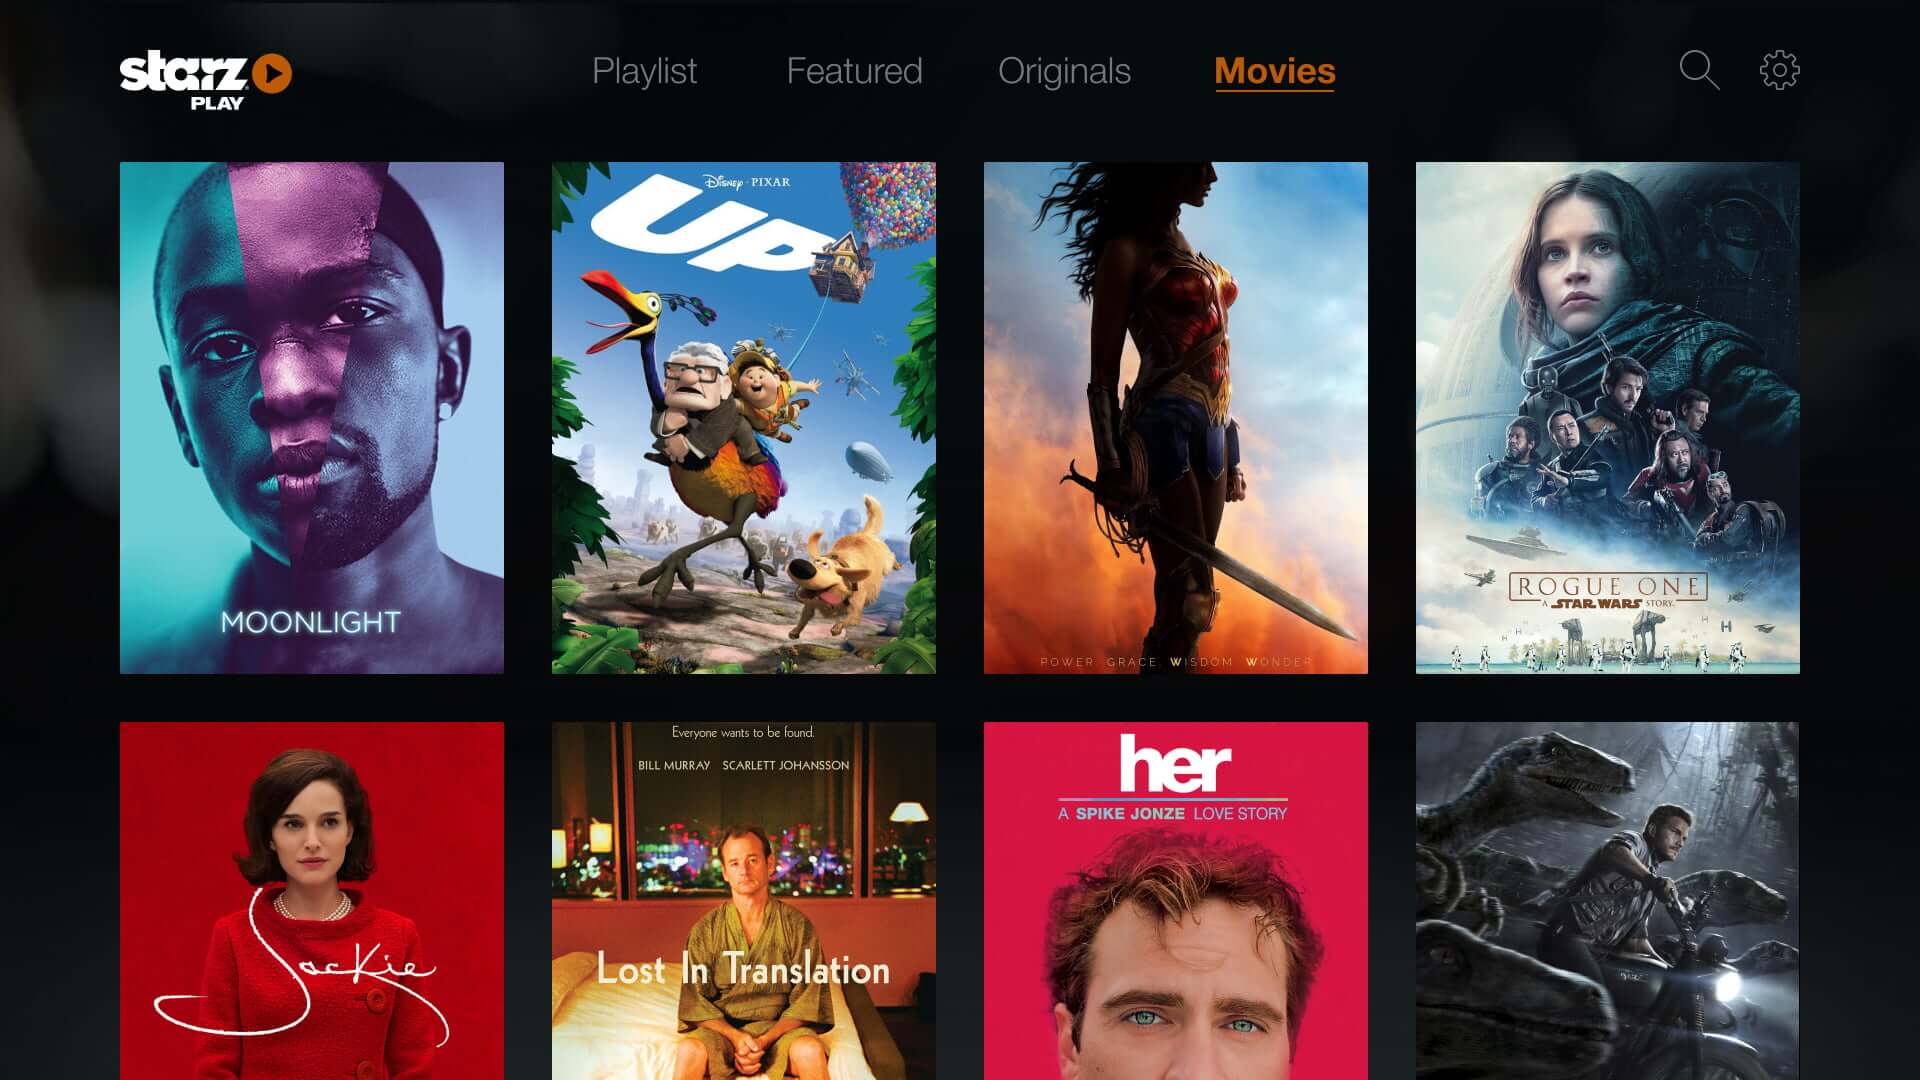 starz
PLAY
Playlist
Featured
Originals
Movies
MOONLIGHT
Disney · PIXAR
UP
POWER GRACE WISDOM WONDER
ROGUE ONE
A STAR WARS STORY
Jackie
Everyone wants to be found.
BILL MURRAY SCARLETT JOHANSSON
Lost In Translation
her
A SPIKE JONZE LOVE STORY